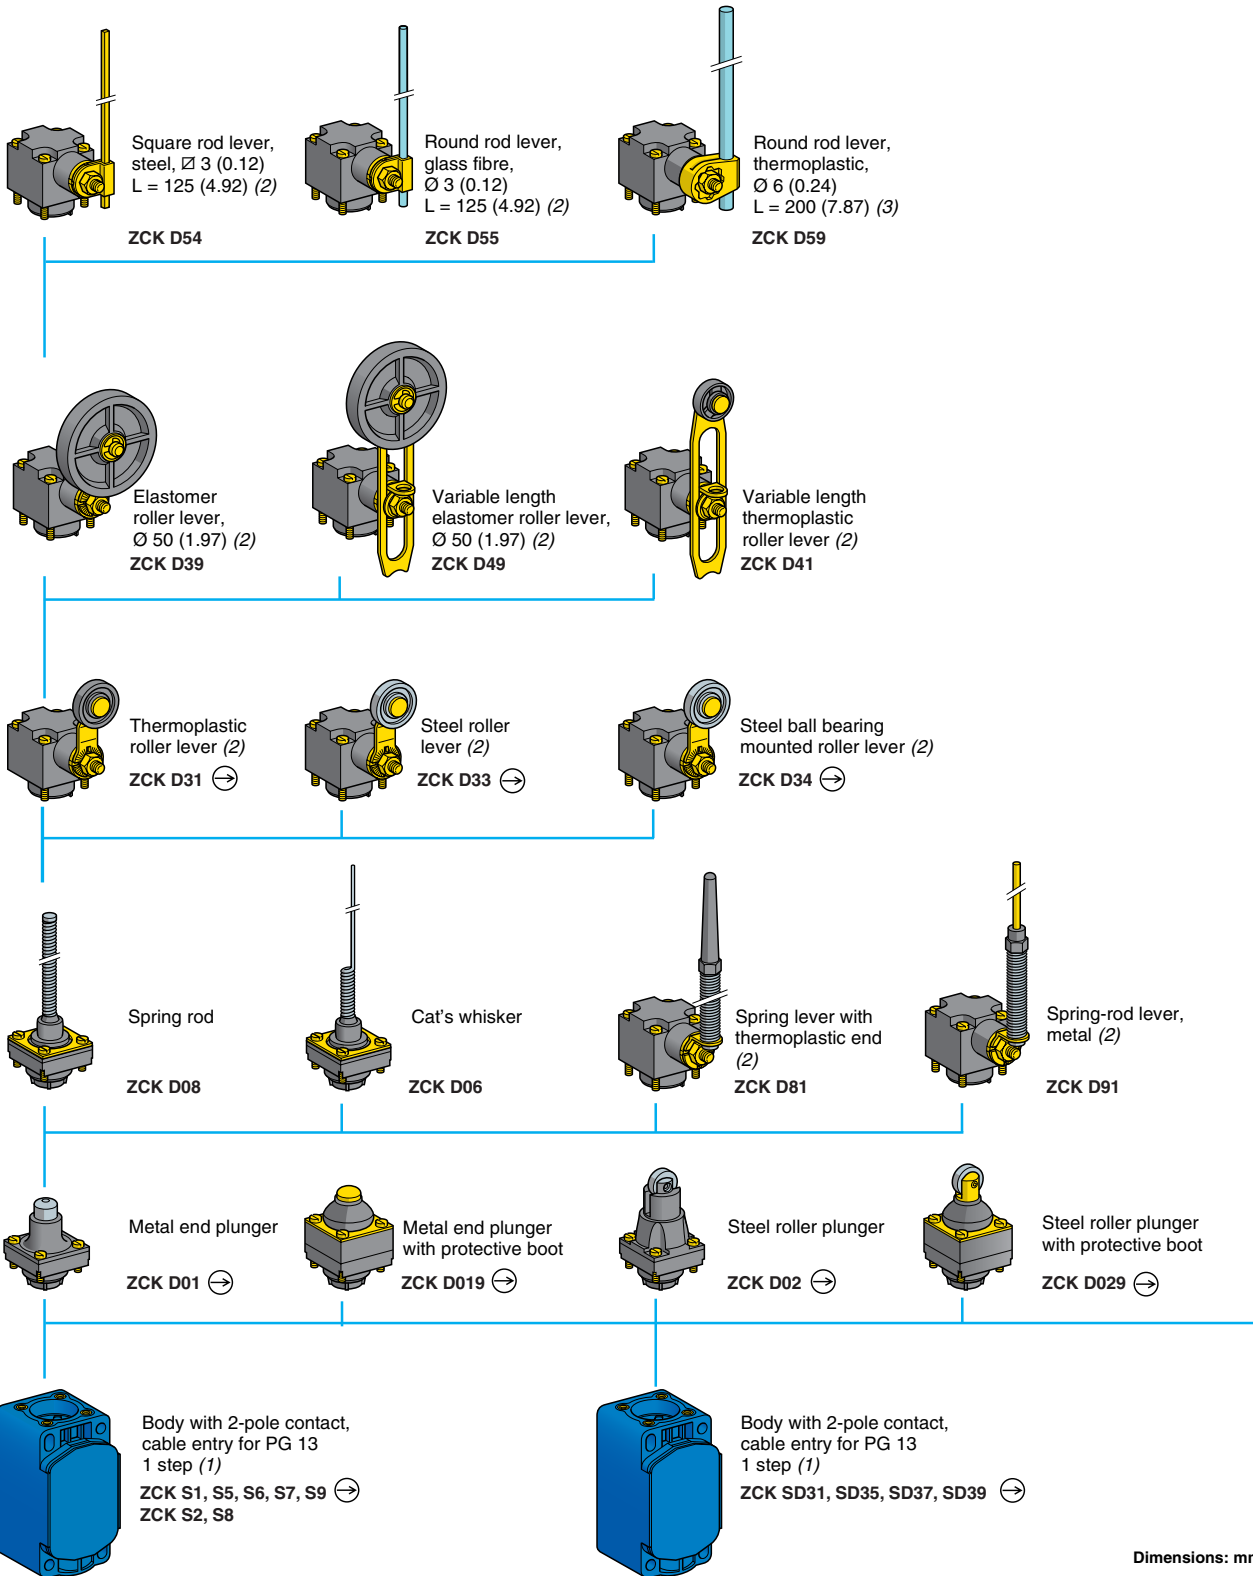 Square rod lever,
steel, ⍁ 3 (0.12)
L = 125 (4.92) (2)
ZCK D54
Round rod lever,
glass fibre,
Ø 3 (0.12)
L = 125 (4.92) (2)
ZCK D55
Round rod lever,
thermoplastic,
Ø 6 (0.24)
L = 200 (7.87) (3)
ZCK D59
Elastomer
roller lever,
Ø 50 (1.97) (2)
ZCK D39
Variable length
elastomer roller lever,
Ø 50 (1.97) (2)
ZCK D49
Variable length
thermoplastic
roller lever (2)
ZCK D41
Thermoplastic
roller lever (2)
ZCK D31
Steel roller
lever (2)
ZCK D33
Steel ball bearing
mounted roller lever (2)
ZCK D34
Spring rod
ZCK D08
Cat's whisker
ZCK D06
Spring lever with
thermoplastic end
(2)
ZCK D81
Spring-rod lever,
metal (2)
ZCK D91
Metal end plunger
ZCK D01
Metal end plunger
with protective boot
ZCK D019
Steel roller plunger
ZCK D02
Steel roller plunger
with protective boot
ZCK D029
Body with 2-pole contact,
cable entry for PG 13
1 step (1)
ZCK S1, S5, S6, S7, S9
ZCK S2, S8
Body with 2-pole contact,
cable entry for PG 13
1 step (1)
ZCK SD31, SD35, SD37, SD39
Dimensions: mm